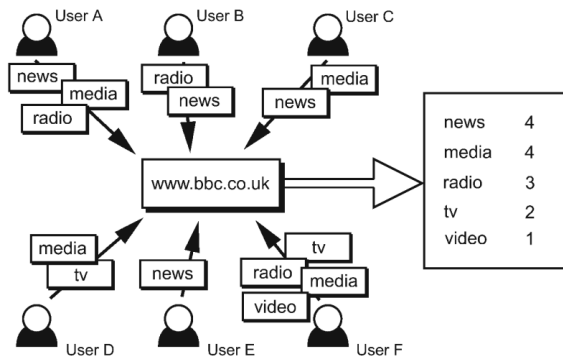 User A
User B
User C
news
media
radio
radio
news
media
news
www.bbc.co.uk
news 4
media 4
radio 3
tv 2
video 1
media
tv
news
tv
radio
media
video
User D
User E
User F